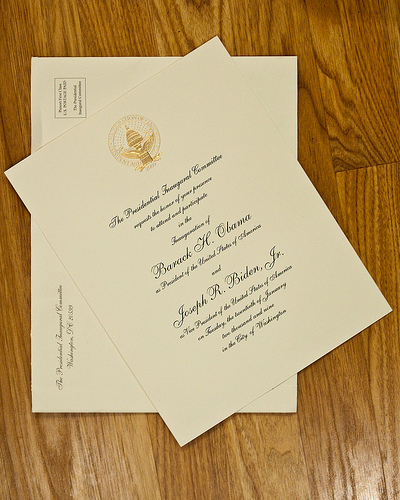 Presort First Class
U.S. POSTAGE PAID
The Presidential
Inaugural Committee
The Presidential Inaugural Committee
requests the honor of your presence
to attend and participate
in the
Inauguration of
Barack H. Obama
as President of the United States of America
and
Joseph R. Biden, Jr.
as Vice President of the United States of America
on Tuesday, the twentieth of January
two thousand and nine
in the City of Washington
The Presidential Inaugural Committee
Washington, DC 20599